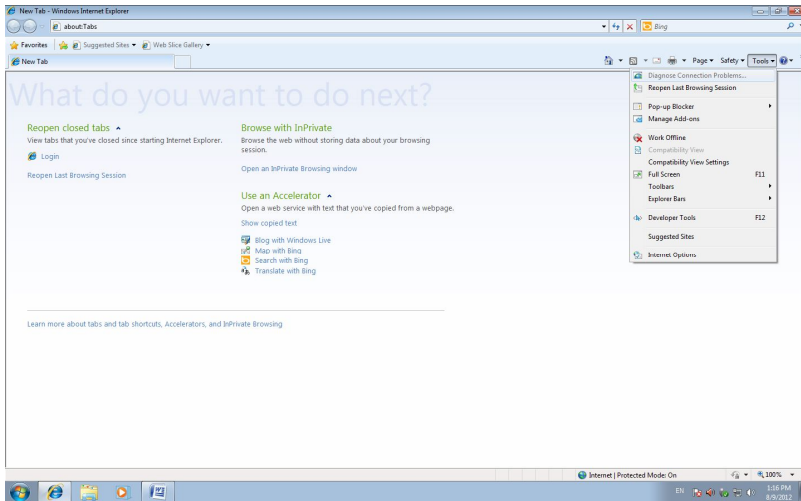 New Tab - Windows Internet Explorer
about:Tabs
Bing
Favorites Suggested Sites Web Slice Gallery
New Tab
Page Safety Tools
What do you want to do next?
Reopen closed tabs
View tabs that you've closed since starting Internet Explorer.
Login
Reopen Last Browsing Session
Browse with InPrivate
Browse the web without storing data about your browsing
session.
Open an InPrivate Browsing window
Use an Accelerator
Open a web service with text that you've copied from a webpage.
Show copied text
Blog with Windows Live
Map with Bing
Search with Bing
Translate with Bing
Learn more about tabs and tab shortcuts, Accelerators, and InPrivate Browsing
Diagnose Connection Problems...
Reopen Last Browsing Session
Pop-up Blocker
Manage Add-ons
Work Offline
Compatibility View
Compatibility View Settings
Full Screen F11
Toolbars
Explorer Bars
Developer Tools F12
Suggested Sites
Internet Options
Internet | Protected Mode: On
100%
EN
1:16 PM
8/9/2012